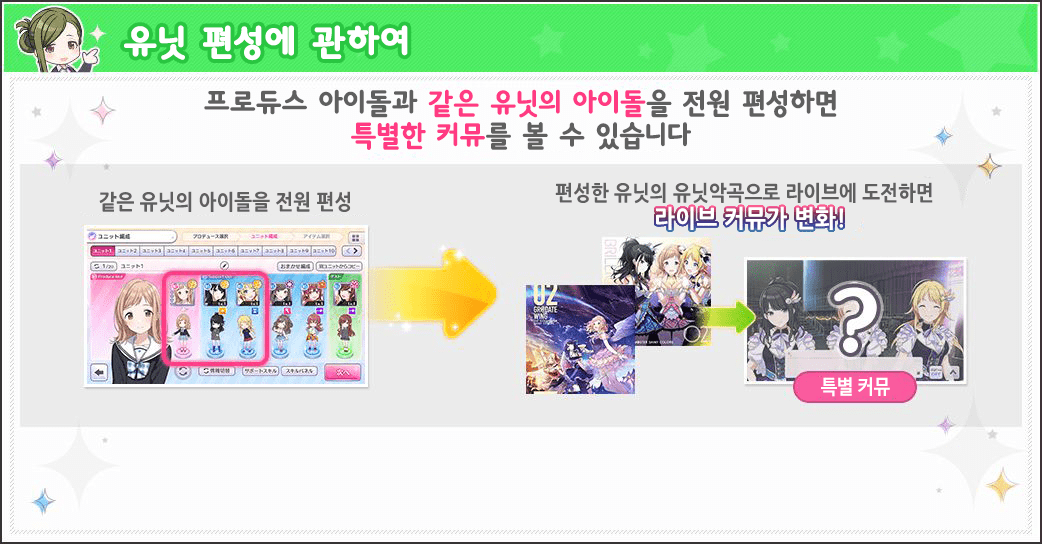 유닛 편성에 관하여
프로듀스 아이돌과 같은 유닛의 아이돌을 전원 편성하면
특별한 커뮤를 볼 수 있습니다
같은 유닛의 아이돌을 전원 편성
편성한 유닛의 유닛악곡으로 라이브에 도전하면
라이브 커뮤가 변화!
ユニット編成
プロデュース選択
ユニット編成
アイテム選択
ユニット1
ユニット2
ユニット3
ユニット4
ユニット5
ユニット6
ユニット7
ユニット8
ユニット9
ユニット10
1/20
ユニット1
おまかせ編成
別ユニットからコピー
Produce Idol
ゲスト
情報切替
サポートスキル
スキルパネル
次へ
02
GR@DATE
WING
02
?
특별 커뮤